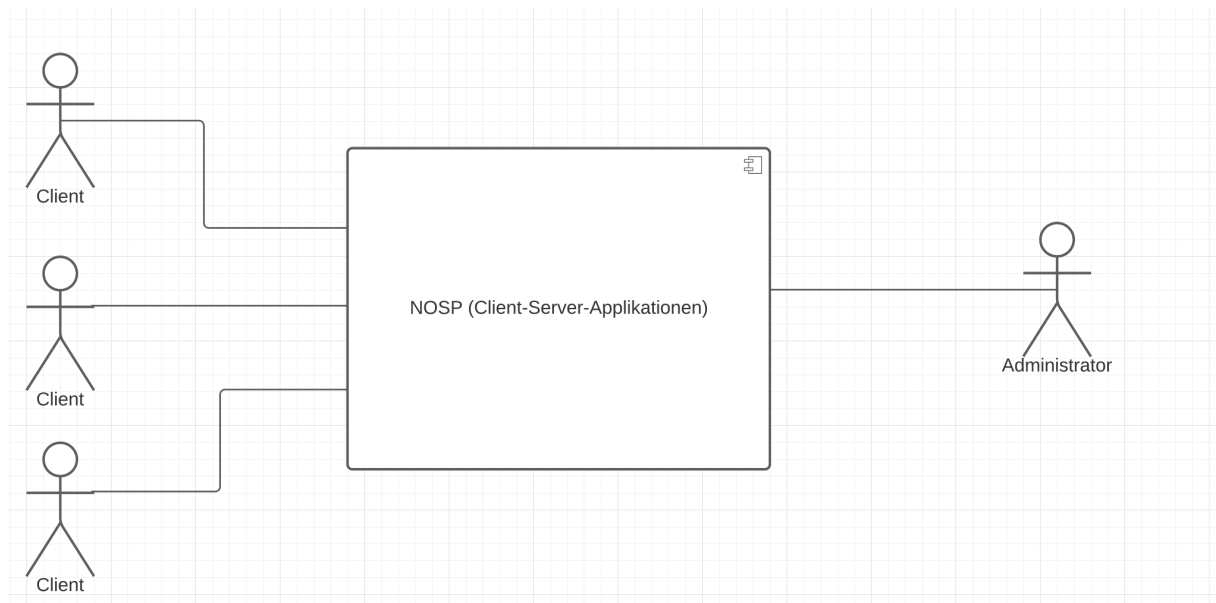 Client
NOSP (Client-Server-Applikationen)
Client
Administrator
Client